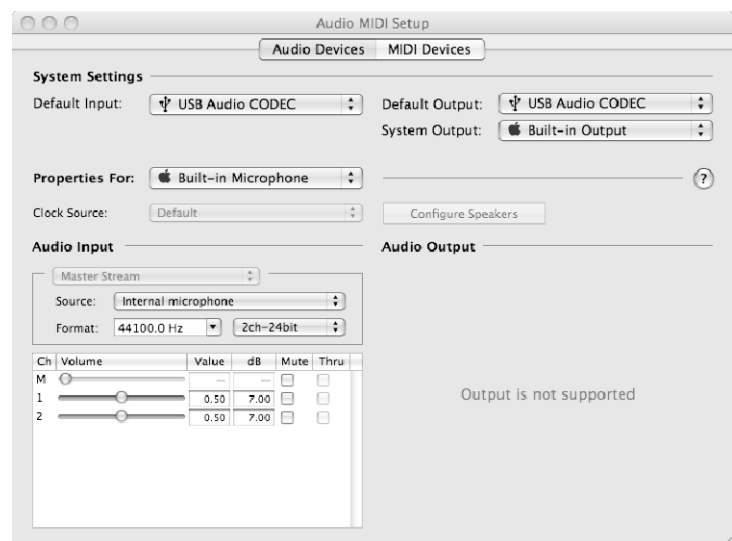 Audio MIDI Setup
Audio Devices MIDI Devices
System Settings
Default Input: USB Audio CODEC
Default Output: USB Audio CODEC
System Output: Built-in Output
Properties For: Built-in Microphone ?
Clock Source: Default
Configure Speakers
Audio Input
Audio Output
Master Stream
Source: Internal microphone
Format: 44100.0 Hz 2ch-24bit
Ch Volume Value dB Mute Thru
M — —
1 0.50 7.00
2 0.50 7.00
Output is not supported